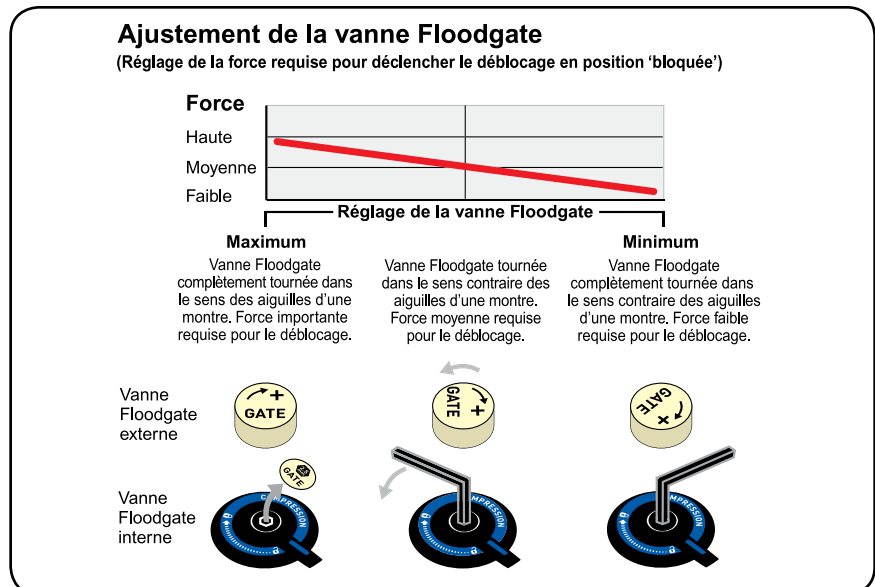 Ajustement de la vanne Floodgate
(Réglage de la force requise pour déclencher le déblocage en position ‘bloquée’)
Force
Haute
Moyenne
Faible
Réglage de la vanne Floodgate
Maximum
Vanne Floodgate
complètement tournée dans
le sens des aiguilles d’une
montre. Force importante
requise pour le déblocage.
Vanne Floodgate tournée
dans le sens contraire des
aiguilles d’une montre.
Force moyenne requise
pour le déblocage.
Minimum
Vanne Floodgate
complètement tournée dans
le sens contraire des aiguilles
d’une montre. Force faible
requise pour le déblocage.
Vanne
Floodgate
externe
+
GATE
+
GATE
+
GATE
Vanne
Floodgate
interne
GATE
COMPRESSION
MPRESSION
MPRESSION